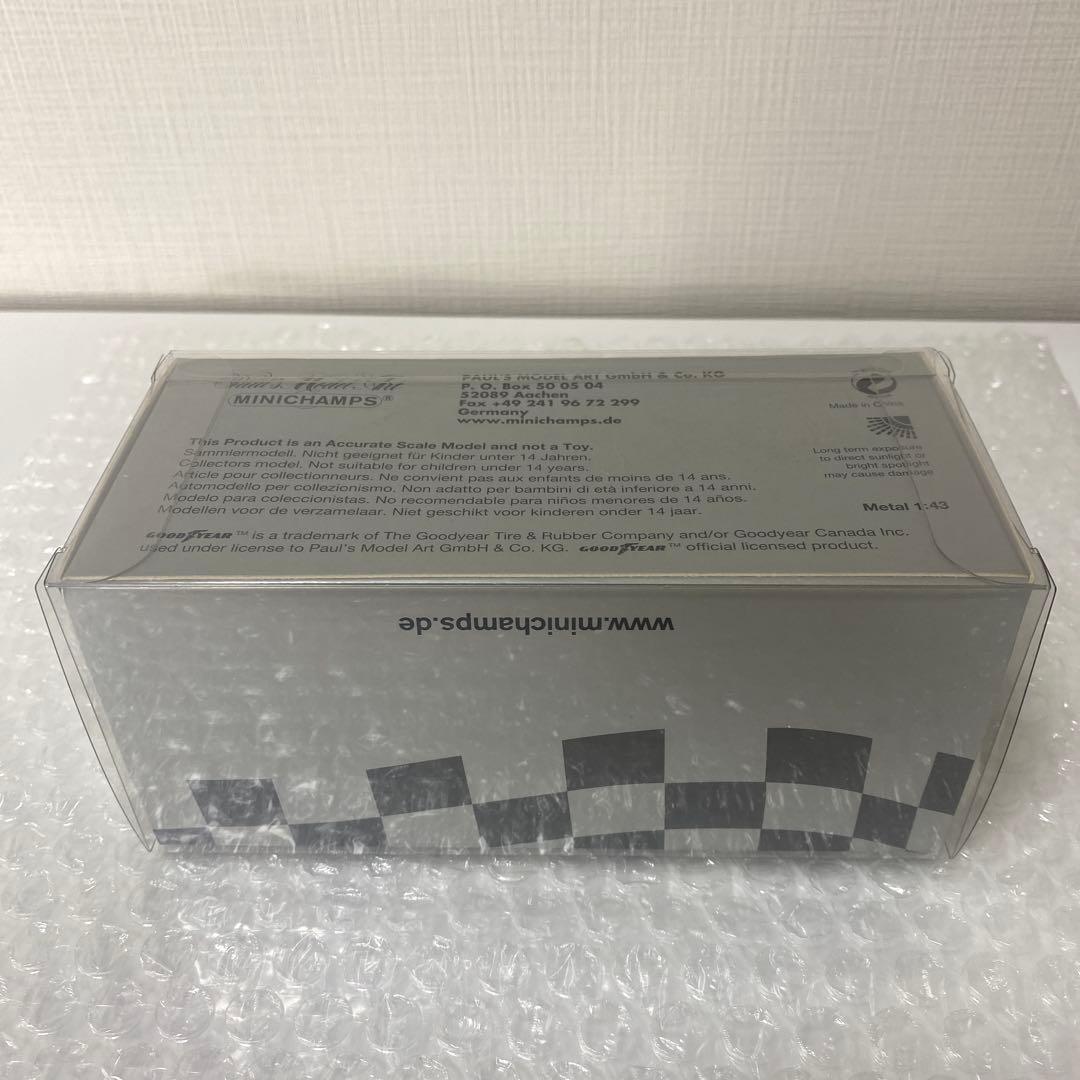 Paul's Model Art
MINICHAMPS®
PAUL'S MODEL ART GmbH & Co. KG
P. O. Box 50 05 04
52089 Aachen
Fax +49 241 96 72 299
Germany
www.minichamps.de
Made in China
This Product is an Accurate Scale Model and not a Toy.
Sammlermodell. Nicht geeignet für Kinder unter 14 Jahren.
Collectors model. Not suitable for children under 14 years.
Article pour collectionneurs. Ne convient pas aux enfants de moins de 14 ans.
Automodello per collezionismo. Non adatto per bambini di età inferiore a 14 anni.
Modelo para coleccionistas. No recomendable para niños menores de 14 años.
Modellen voor de verzamelaar. Niet geschikt voor kinderen onder 14 jaar.
Long term exposure
to direct sunlight or
bright spotlight
may cause damage
Metal 1:43
GOODYEAR™ is a trademark of The Goodyear Tire & Rubber Company and/or Goodyear Canada Inc.
used under license to Paul's Model Art GmbH & Co. KG. GOODYEAR™ official licensed product.
www.minichamps.de